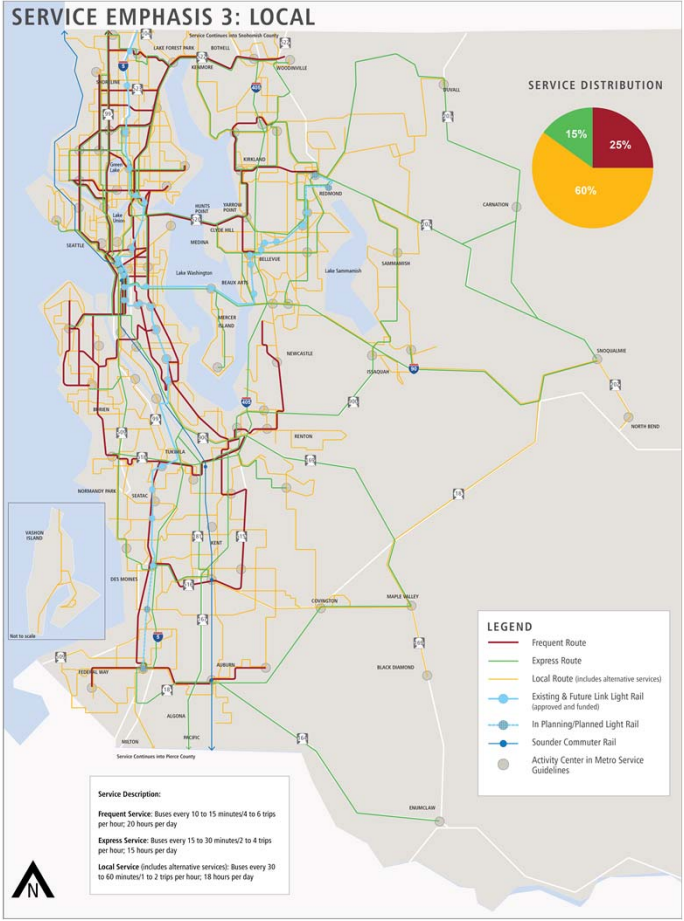 SERVICE EMPHASIS 3: LOCAL
Service Continues into Snohomish County
LAKE FOREST PARK
BOTHELL
KENMORE
WOODINVILLE
SHORELINE
DUVALL
SERVICE DISTRIBUTION
15%
25%
60%
KIRKLAND
Green
Lake
REDMOND
CARNATION
HUNTS
POINT
YARROW
POINT
Lake
Union
CLYDE HILL
SEATTLE
MEDINA
BELLEVUE
SAMMAMISH
Lake Washington
Lake Sammamish
BEAUX ARTS
MERCER
ISLAND
NEWCASTLE
SNOQUALMIE
ISSAQUAH
90
405
NORTH BEND
BURIEN
RENTON
TUKWILA
NORMANDY PARK
SEATAC
18
VASHON
ISLAND
KENT
DES MOINES
Not to scale
COVINGTON
MAPLE VALLEY
5
FEDERAL WAY
AUBURN
BLACK DIAMOND
18
ALGONA
MILTON
PACIFIC
164
Service Continues into Pierce County
ENUMCLAW
LEGEND
Frequent Route
Express Route
Local Route (includes alternative services)
Existing & Future Link Light Rail
(approved and funded)
In Planning/Planned Light Rail
Sounder Commuter Rail
Activity Center in Metro Service
Guidelines
Service Description:
Frequent Service: Buses every 10 to 15 minutes/4 to 6 trips
per hour; 20 hours per day
Express Service: Buses every 15 to 30 minutes/2 to 4 trips
per hour; 15 hours per day
Local Service (includes alternative services): Buses every 30
to 60 minutes/1 to 2 trips per hour; 18 hours per day
N